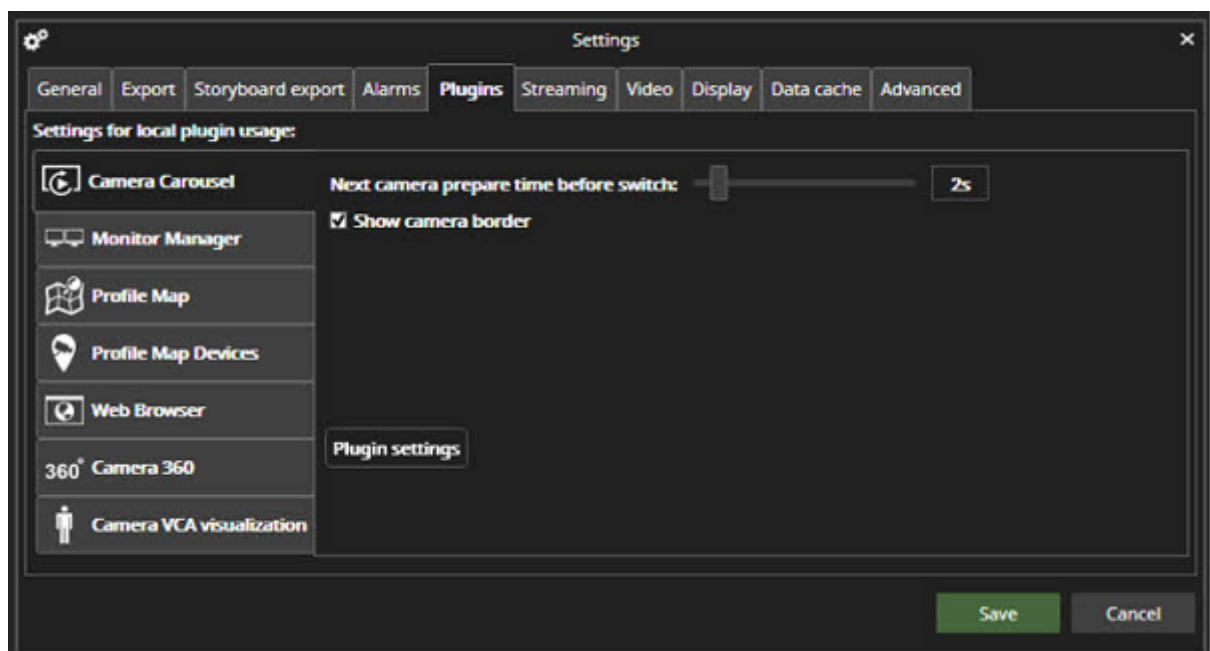 Settings
General Export Storyboard export Alarms Plugins Streaming Video Display Data cache Advanced
Settings for local plugin usage:
Camera Carousel
Next camera prepare time before switch: 2s
Show camera border
Monitor Manager
Profile Map
Profile Map Devices
Web Browser
Plugin settings
360° Camera 360
Camera VCA visualization
Save Cancel